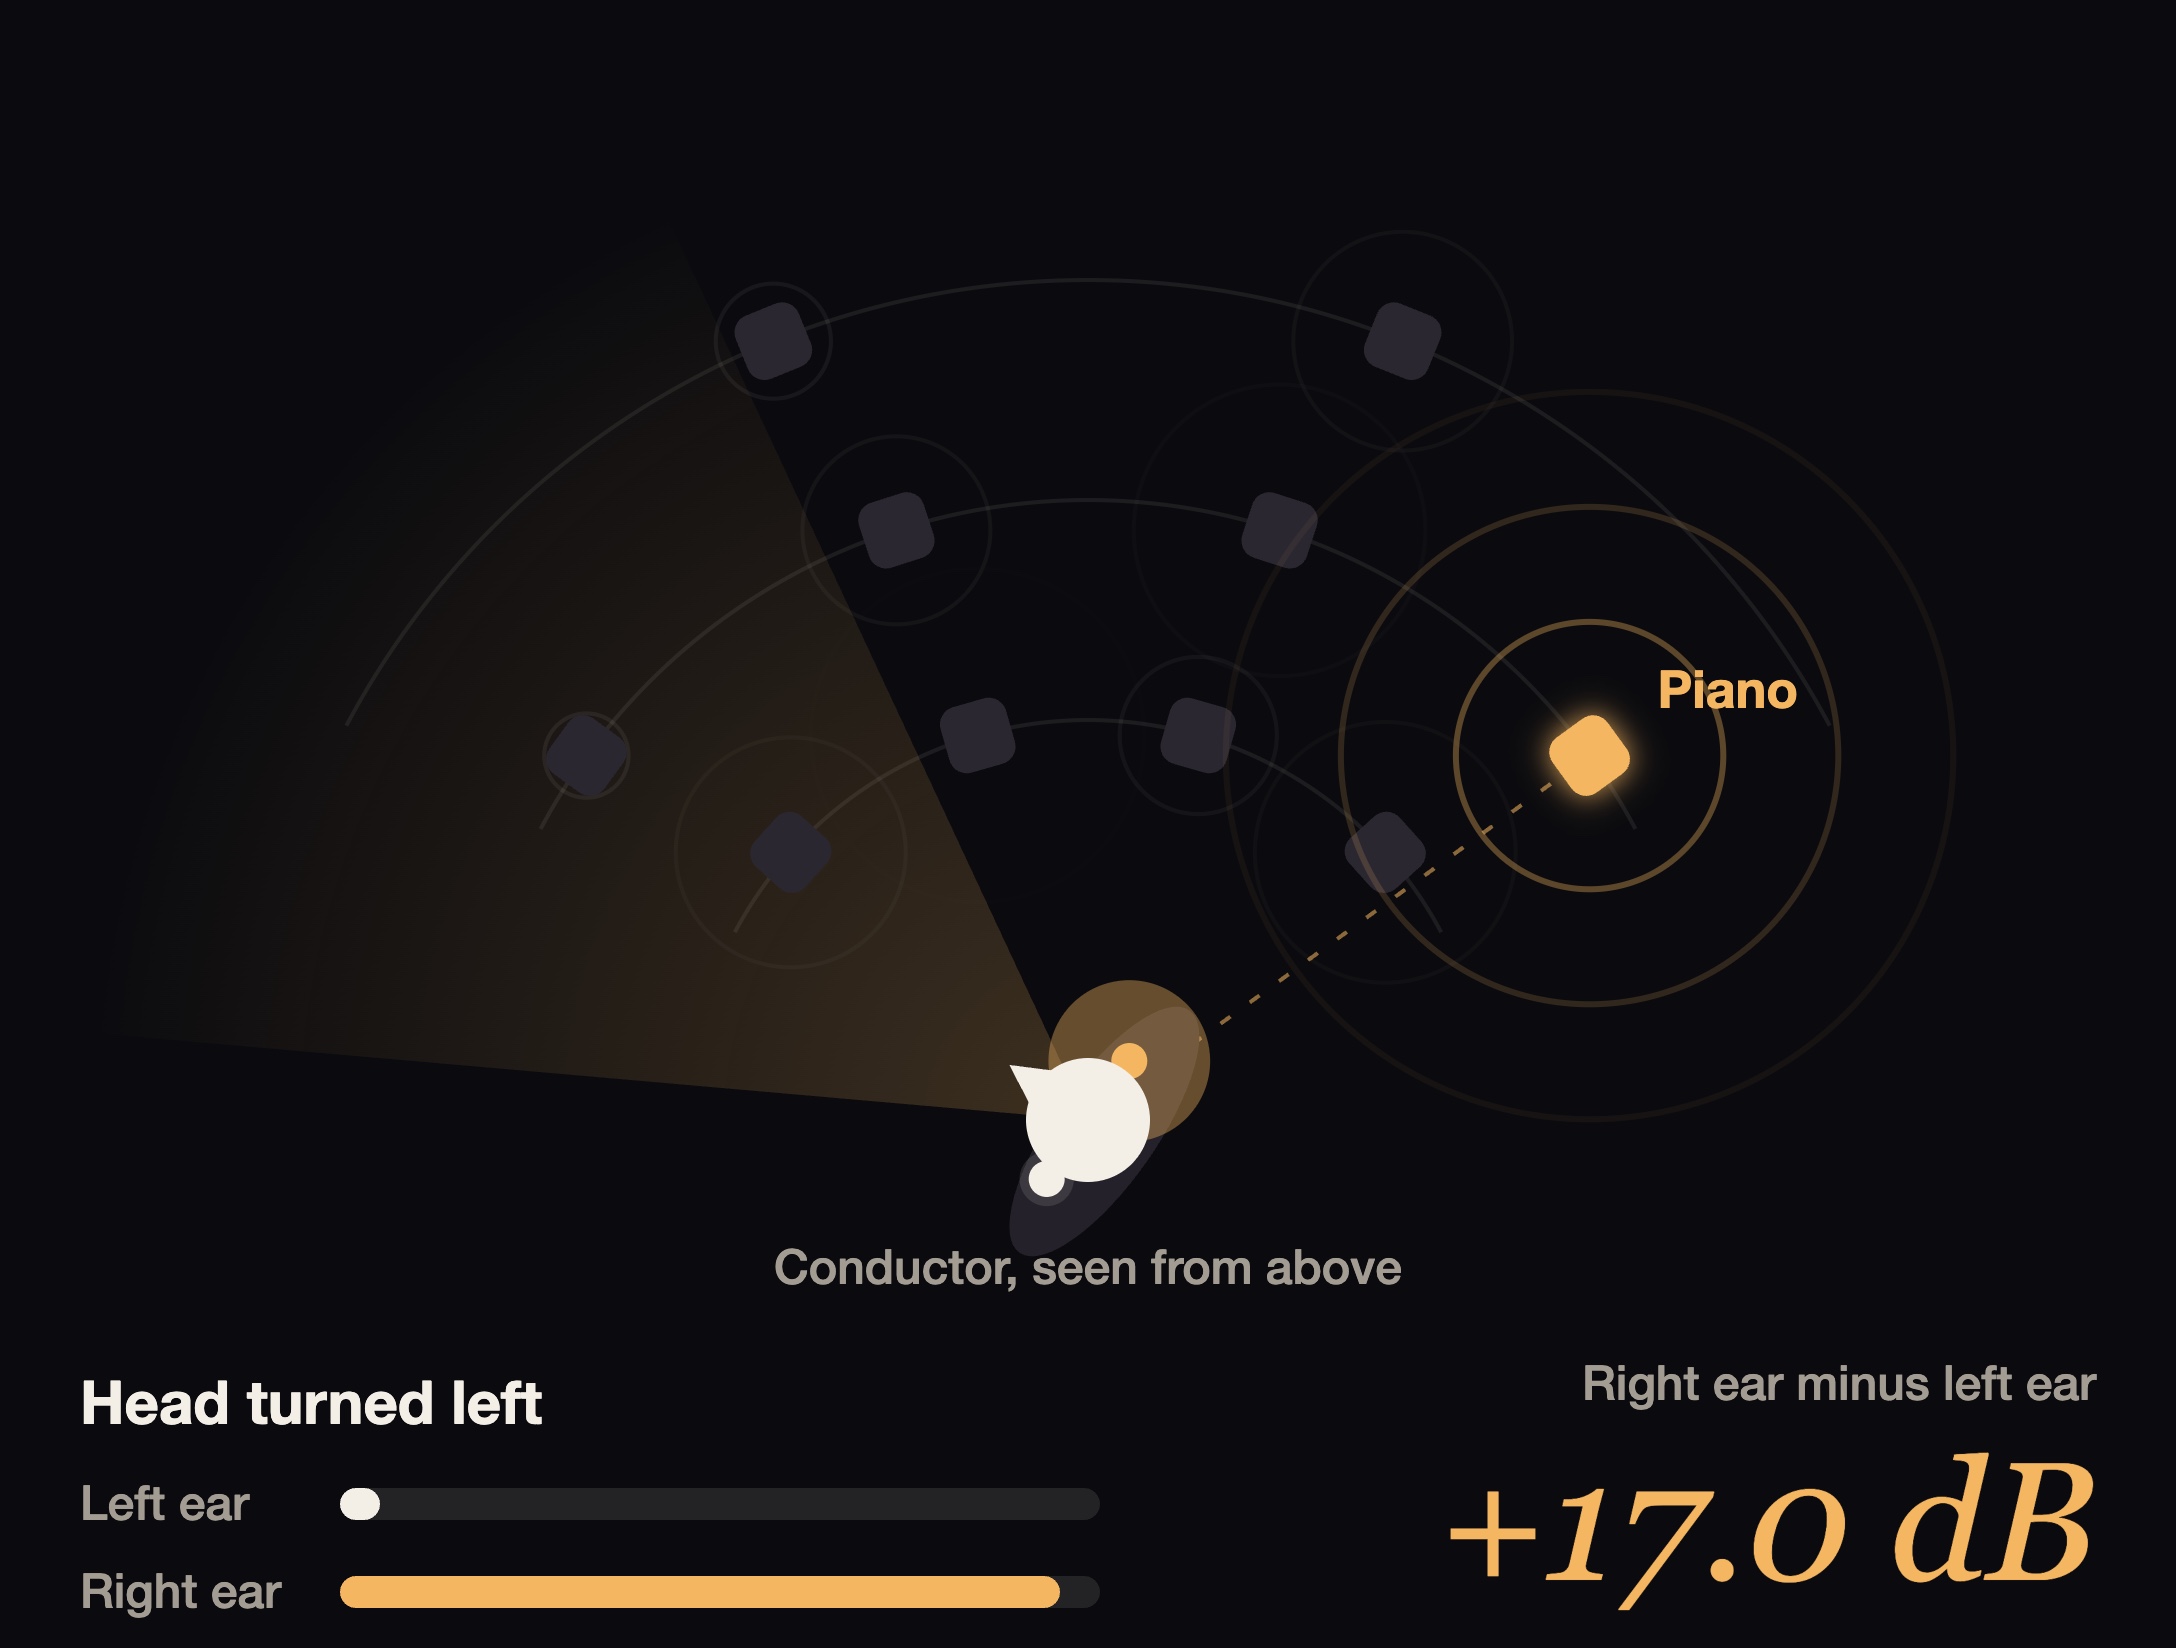 Piano
Conductor, seen from above
Head turned left
Left ear
Right ear
Right ear minus left ear
+17.0 dB